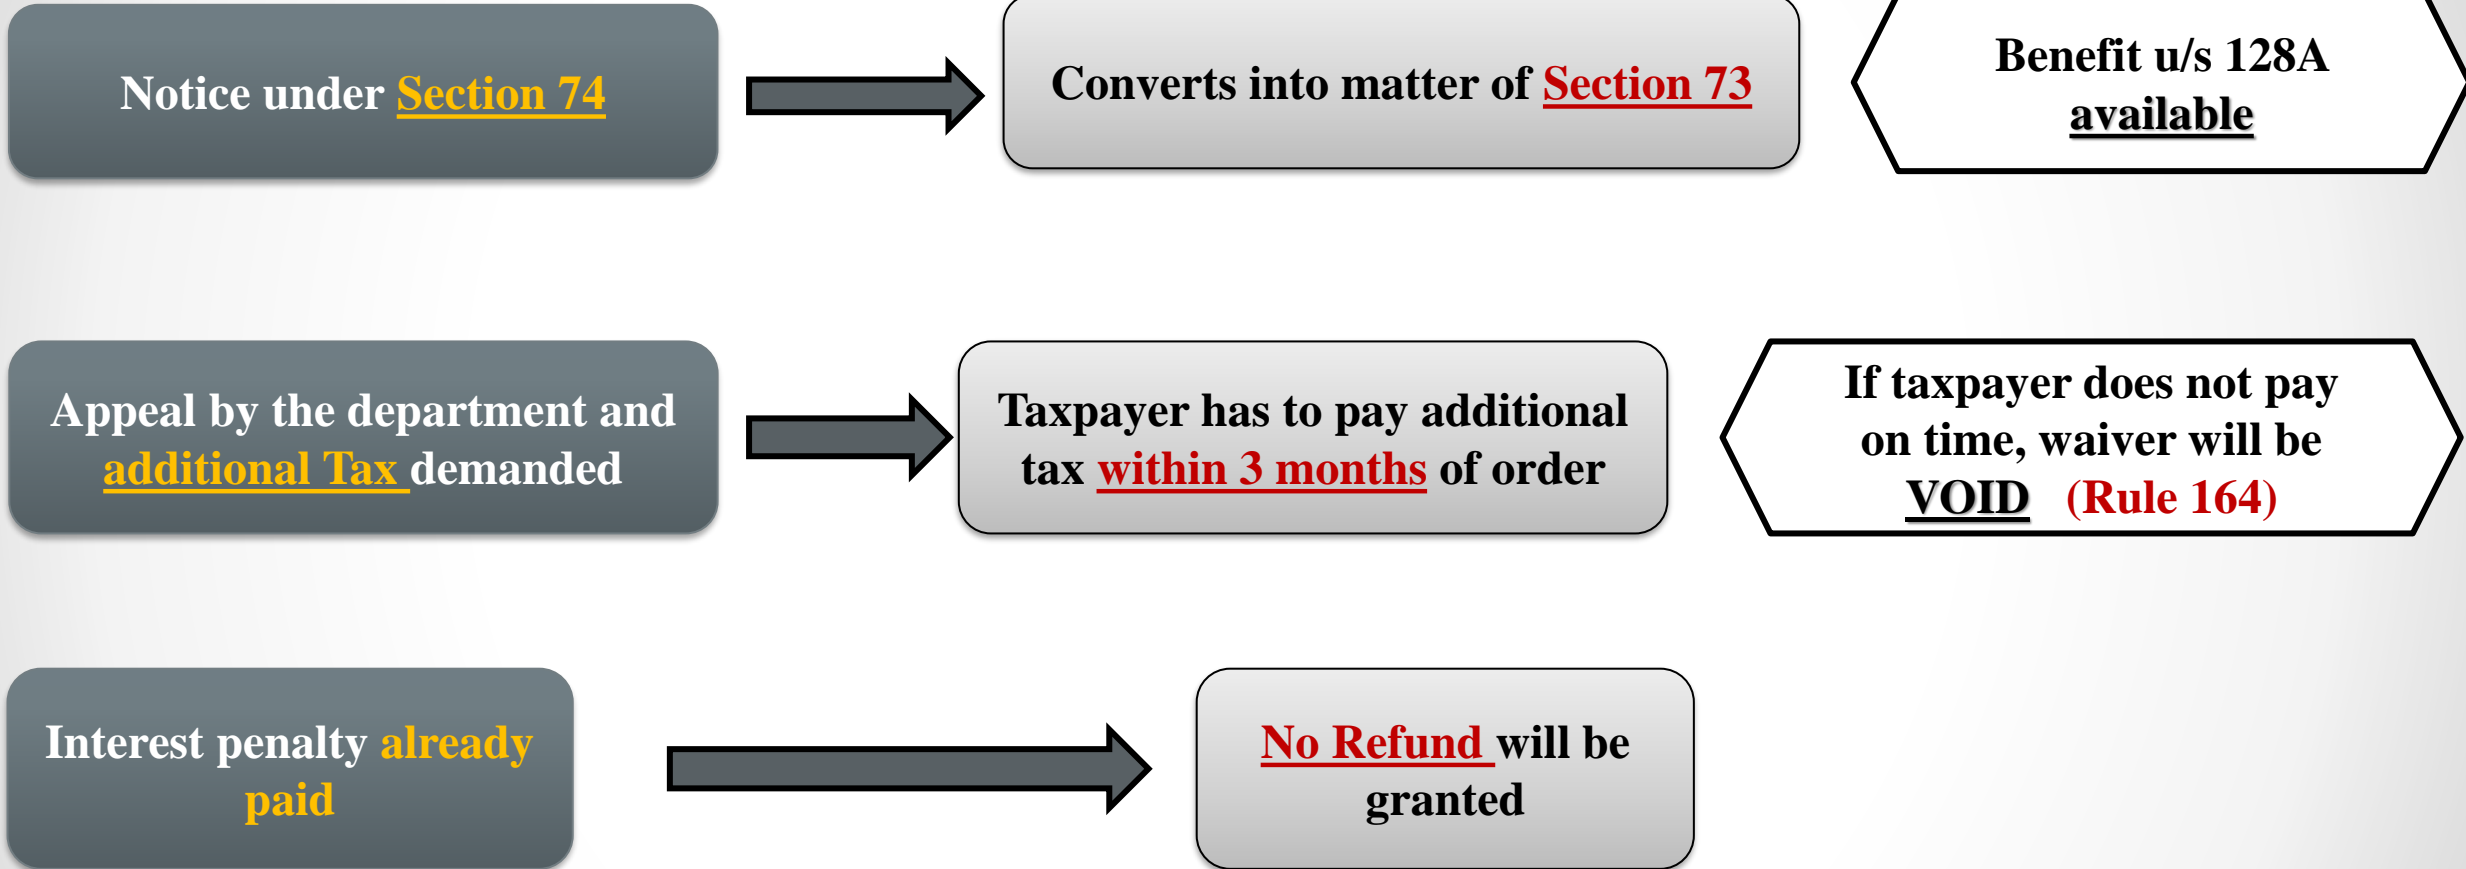 Notice under Section 74
Converts into matter of Section 73
Benefit u/s 128A
available
Appeal by the department and
additional Tax demanded
Taxpayer has to pay additional
tax within 3 months of order
If taxpayer does not pay
on time, waiver will be
VOID (Rule 164)
Interest penalty already
paid
No Refund will be
granted